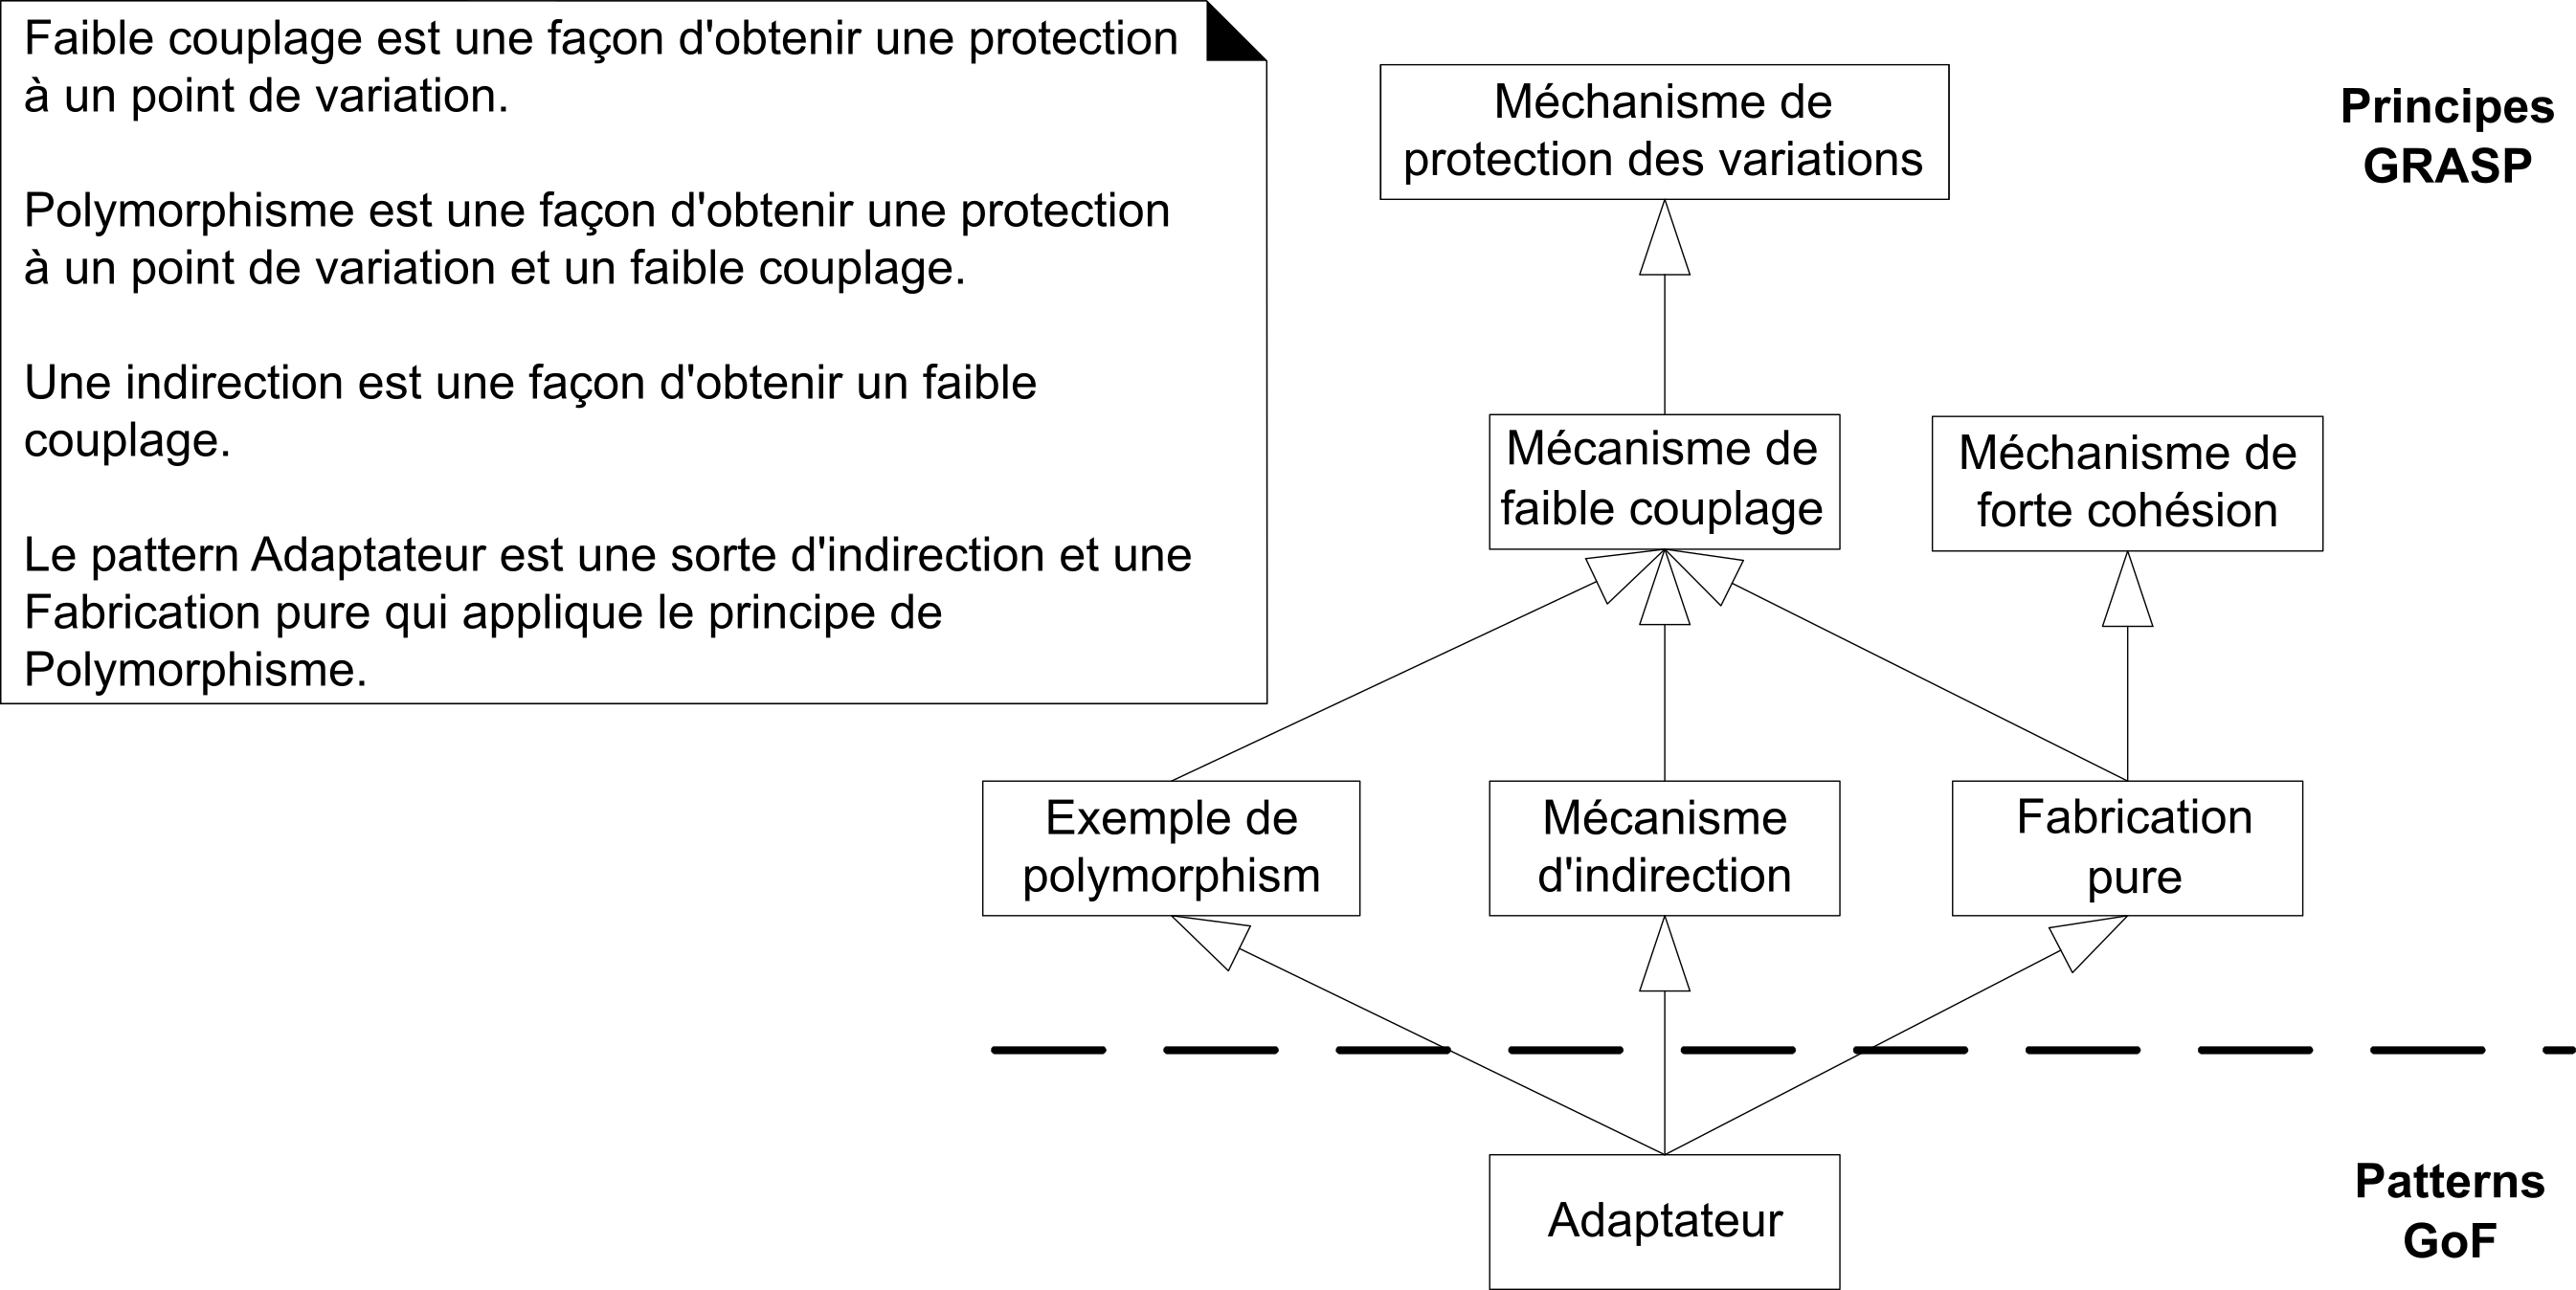 Faible couplage est une façon d'obtenir une protection
à un point de variation.
Polymorphisme est une façon d'obtenir une protection
à un point de variation et un faible couplage.
Une indirection est une façon d'obtenir un faible
couplage.
Le pattern Adaptateur est une sorte d'indirection et une
Fabrication pure qui applique le principe de
Polymorphisme.
Méchanisme de
protection des variations
Principes
GRASP
Mécanisme de
faible couplage
Méchanisme de
forte cohésion
Exemple de
polymorphism
Mécanisme
d'indirection
Fabrication
pure
Adaptateur
Patterns
GoF